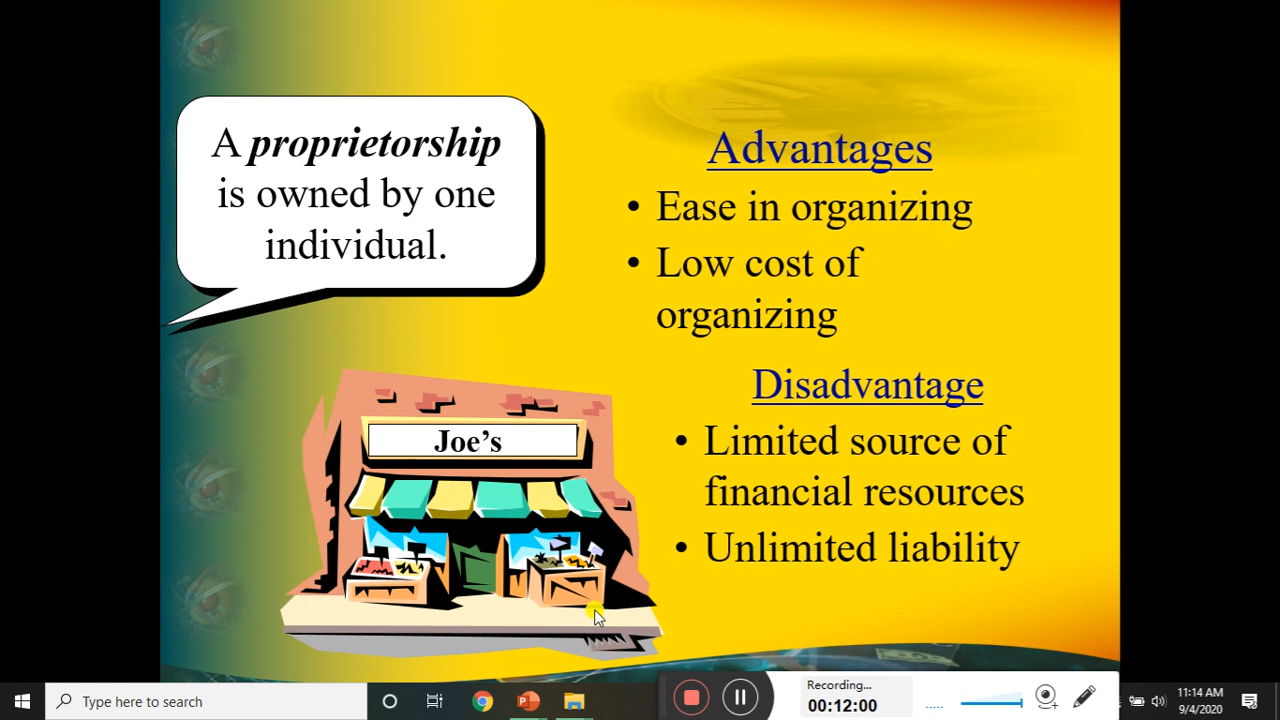 A proprietorship
is owned by one
individual.
Advantages
• Ease in organizing
• Low cost of
organizing
Disadvantage
• Limited source of
financial resources
• Unlimited liability
Joe’s
Type here to search
Recording...
00:12:00
11:14 AM
9/4/2020